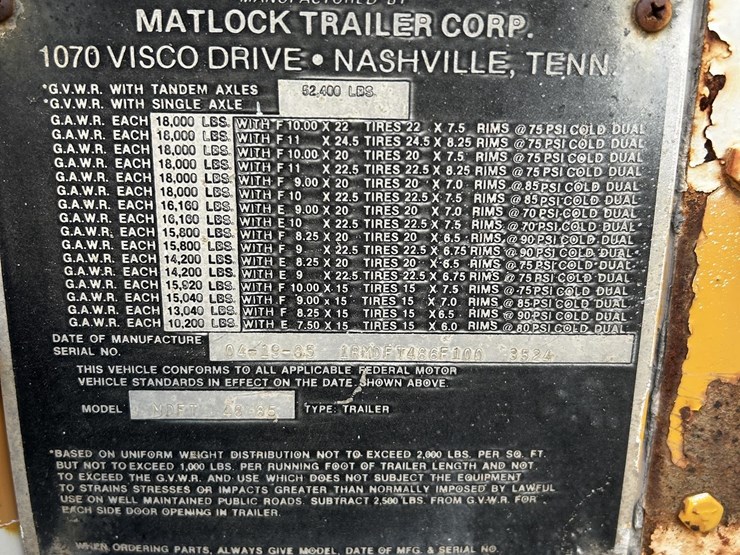 MANUFACTURED BY
MATLOCK TRAILER CORP.
1070 VISCO DRIVE • NASHVILLE, TENN.
*G.V.W.R. WITH TANDEM AXLES 62,400 LBS.
*G.V.W.R. WITH SINGLE AXLE
G.A.W.R. EACH 18,000 LBS. WITH F 10.00 X 22 TIRES 22 X 7.5 RIMS @ 75 PSI COLD DUAL
G.A.W.R. EACH 18,000 LBS. WITH F 11 X 24.5 TIRES 24.5 X 8.25 RIMS @ 75 PSI COLD DUAL
G.A.W.R. EACH 18,000 LBS. WITH F 10.00 X 20 TIRES 20 X 7.5 RIMS @ 75 PSI COLD DUAL
G.A.W.R. EACH 18,000 LBS. WITH F 11 X 22.5 TIRES 22.5 X 8.25 RIMS @ 75 PSI COLD DUAL
G.A.W.R. EACH 18,000 LBS. WITH F 9.00 X 20 TIRES 20 X 7.0 RIMS @ 85 PSI COLD DUAL
G.A.W.R. EACH 18,000 LBS. WITH F 10 X 22.5 TIRES 22.5 X 7.5 RIMS @ 85 PSI COLD DUAL
G.A.W.R. EACH 16,160 LBS. WITH E 9.00 X 20 TIRES 20 X 7.0 RIMS @ 70 PSI COLD DUAL
G.A.W.R. EACH 16,160 LBS. WITH E 10 X 22.5 TIRES 22.5 X 7.5 RIMS @ 70 PSI COLD DUAL
G.A.W.R. EACH 15,800 LBS. WITH F 8.25 X 20 TIRES 20 X 6.5 RIMS @ 90 PSI COLD DUAL
G.A.W.R. EACH 15,800 LBS. WITH F 9 X 22.5 TIRES 22.5 X 6.75 RIMS @ 90 PSI COLD DUAL
G.A.W.R. EACH 14,200 LBS. WITH E 8.25 X 20 TIRES 20 X 6.5 RIMS @ 75 PSI COLD DUAL
G.A.W.R. EACH 14,200 LBS. WITH E 9 X 22.5 TIRES 22.5 X 6.75 RIMS @ 75 PSI COLD DUAL
G.A.W.R. EACH 15,920 LBS. WITH F 10.00 X 15 TIRES 15 X 7.5 RIMS @ 75 PSI COLD DUAL
G.A.W.R. EACH 15,040 LBS. WITH F 9.00 X 15 TIRES 15 X 7.0 RIMS @ 85 PSI COLD DUAL
G.A.W.R. EACH 13,040 LBS. WITH F 8.25 X 15 TIRES 15 X 6.5 RIMS @ 90 PSI COLD DUAL
G.A.W.R. EACH 10,200 LBS. WITH E 7.50 X 15 TIRES 15 X 6.0 RIMS @ 80 PSI COLD DUAL
DATE OF MANUFACTURE
SERIAL NO. 3824
THIS VEHICLE CONFORMS TO ALL APPLICABLE FEDERAL MOTOR
VEHICLE STANDARDS IN EFFECT ON THE DATE SHOWN ABOVE.
MODEL TYPE: TRAILER
*BASED ON UNIFORM WEIGHT DISTRIBUTION NOT TO EXCEED 2,000 LBS. PER SQ. FT.
BUT NOT TO EXCEED 1,000 LBS. PER RUNNING FOOT OF TRAILER LENGTH AND NOT
TO EXCEED THE G.V.W.R. AND USE WHICH DOES NOT SUBJECT THE EQUIPMENT
TO STRAINS STRESSES OR IMPACTS GREATER THAN NORMALLY IMPOSED BY LAWFUL
USE ON WELL MAINTAINED PUBLIC ROADS. SUBTRACT 2,500 LBS. FROM G.V.W.R. FOR
EACH SIDE DOOR OPENING IN TRAILER.
WHEN ORDERING PARTS, ALWAYS GIVE MODEL, DATE OF MFG. & SERIAL NO.